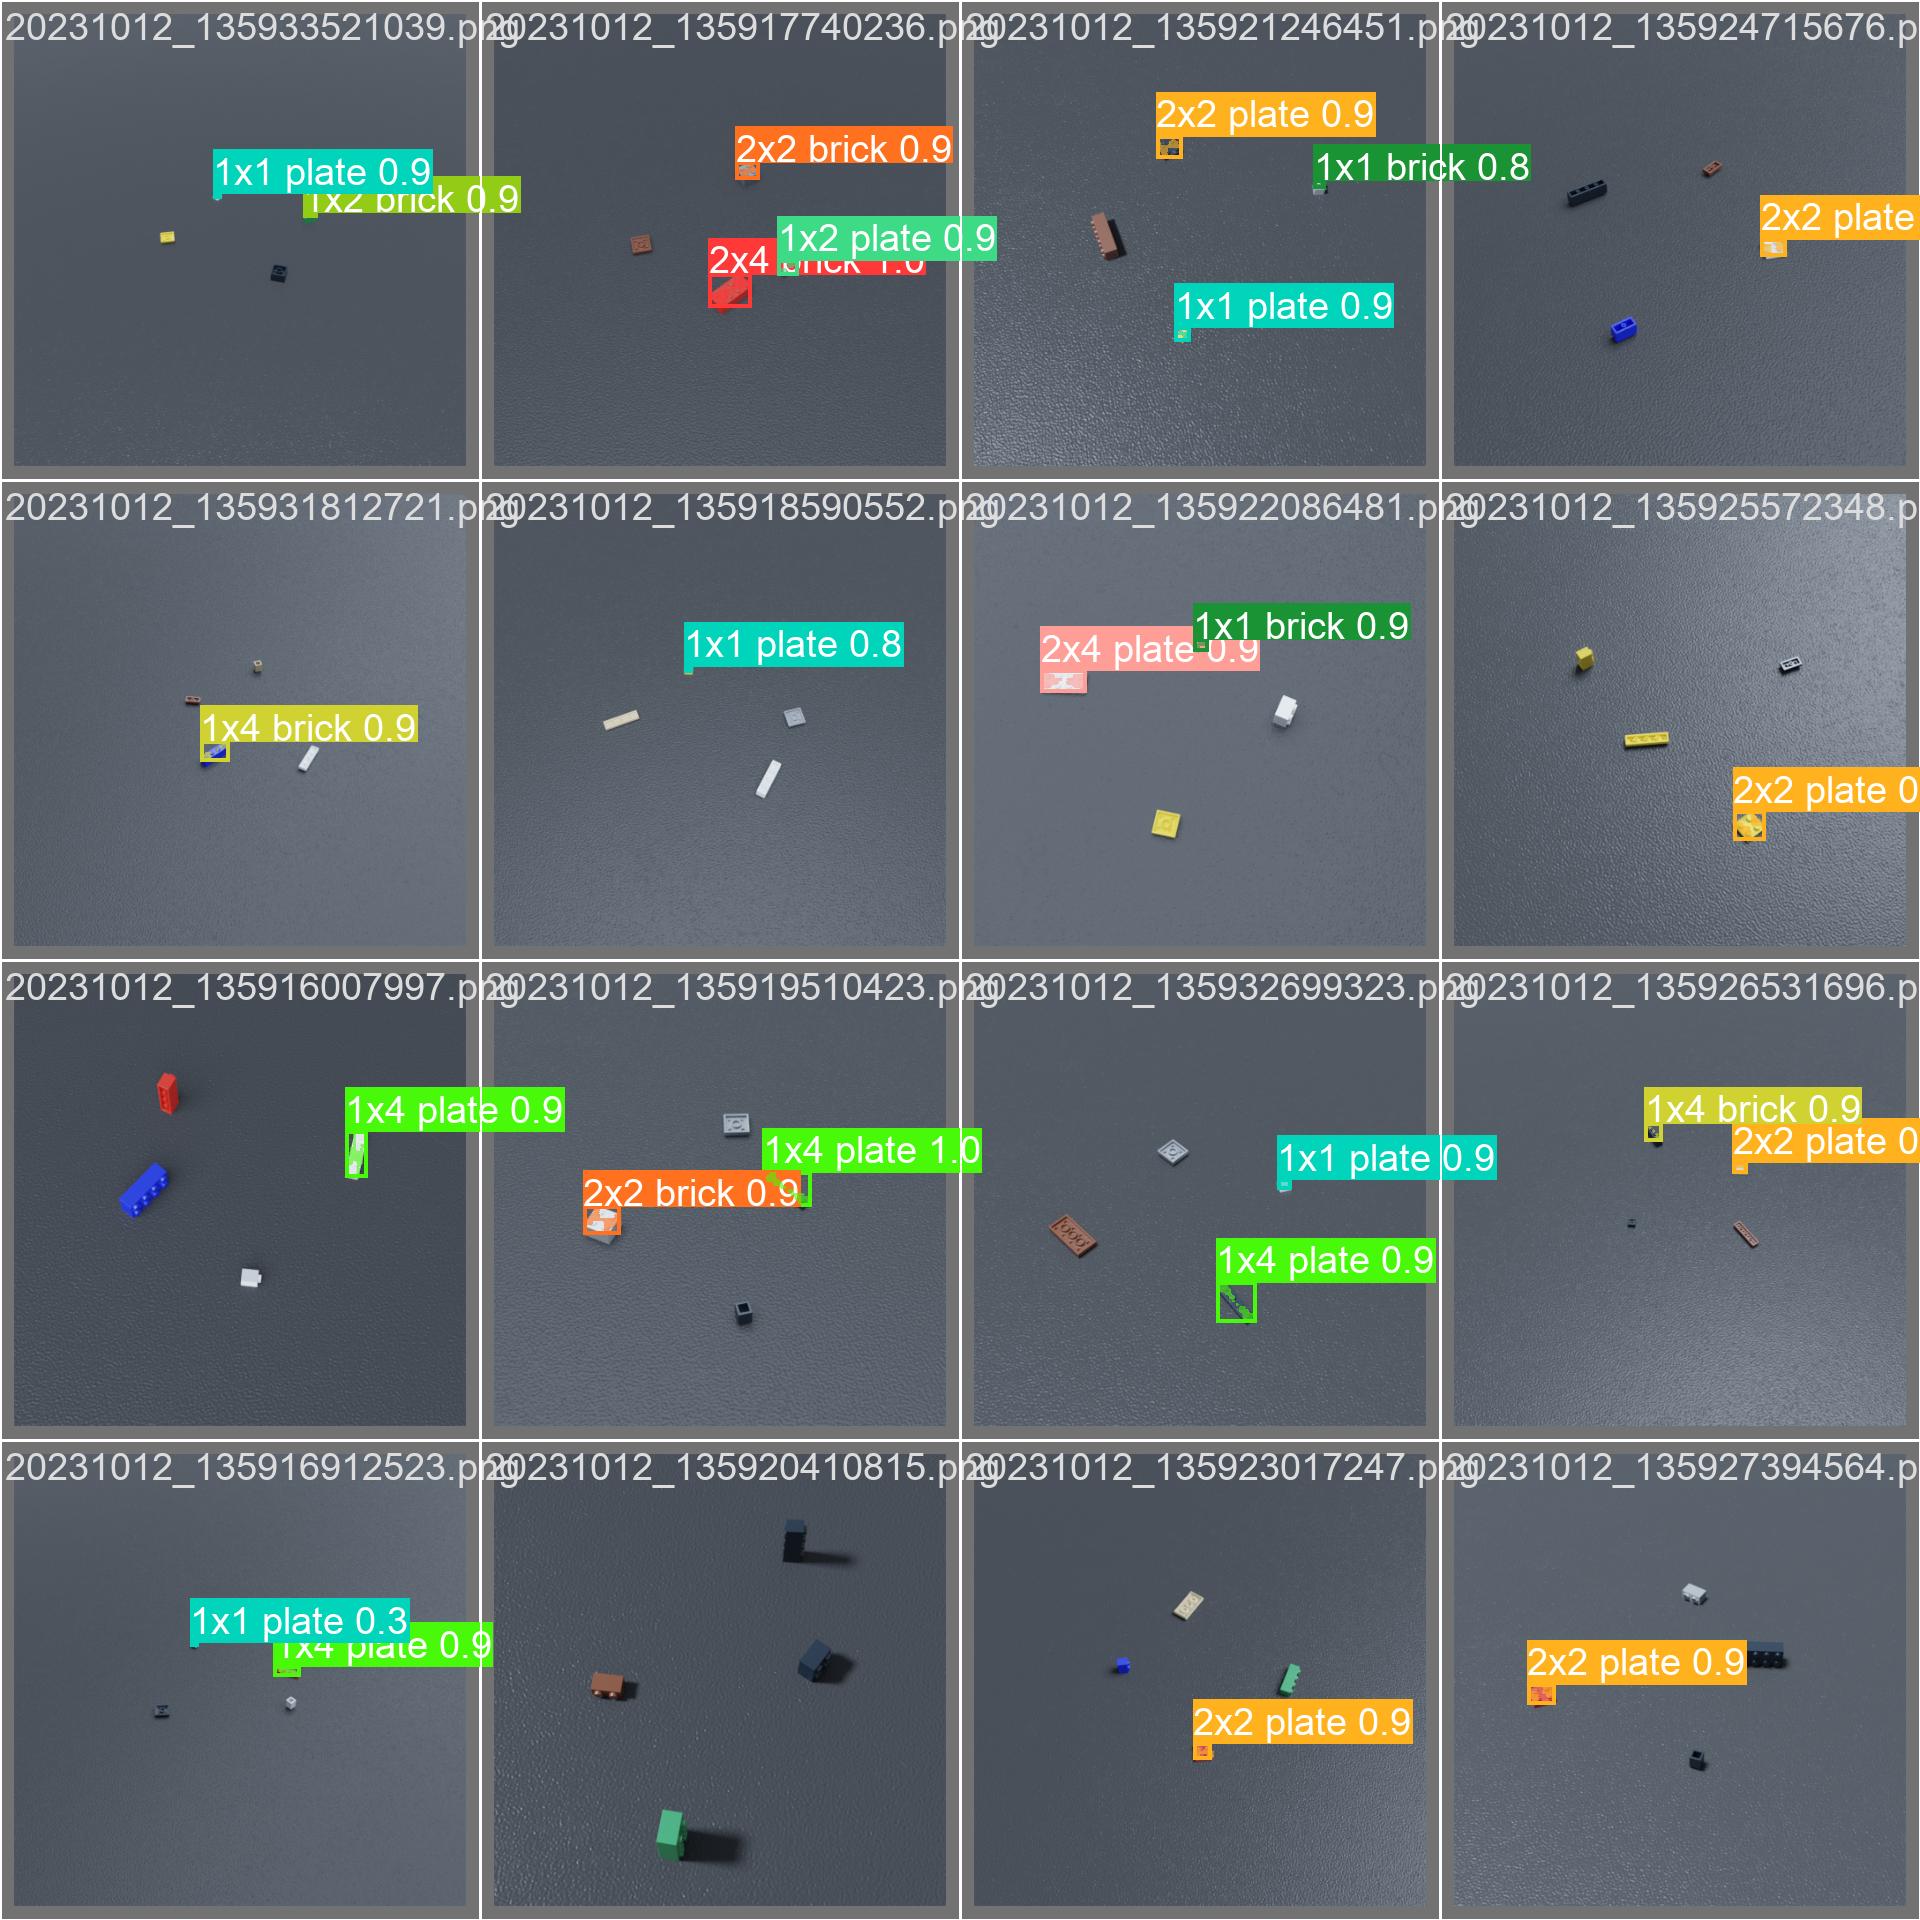 20231012_135933521039.png
20231012_135917740236.png
20231012_135921246451.png
20231012_135924715676.p
1x1 plate 0.9
1x2 brick 0.9
2x2 brick 0.9
1x2 plate 0.9
2x4 brick 1.0
2x2 plate 0.9
1x1 brick 0.8
1x1 plate 0.9
2x2 plate
20231012_135931812721.png
20231012_135918590552.png
20231012_135922086481.png
20231012_135925572348.p
1x4 brick 0.9
1x1 plate 0.8
1x1 brick 0.9
2x4 plate 0.9
2x2 plate 0
20231012_135916007997.png
20231012_135919510423.png
20231012_135932699323.png
20231012_135926531696.p
1x4 plate 0.9
1x4 plate 1.0
2x2 brick 0.9
1x1 plate 0.9
1x4 plate 0.9
1x4 brick 0.9
2x2 plate 0
20231012_135916912523.png
20231012_135920410815.png
20231012_135923017247.png
20231012_135927394564.p
1x1 plate 0.3
1x4 plate 0.9
2x2 plate 0.9
2x2 plate 0.9